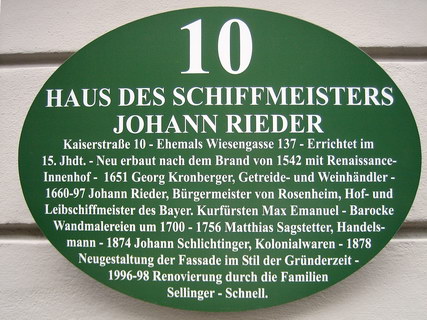 10
HAUS DES SCHIFFMEISTERS
JOHANN RIEDER
Kaiserstraße 10 - Ehemals Wiesengasse 137 - Errichtet im
15. Jhdt. - Neu erbaut nach dem Brand von 1542 mit Renaissance-
Innenhof - 1651 Georg Kronberger, Getreide- und Weinhändler -
1660-97 Johann Rieder, Bürgermeister von Rosenheim, Hof- und
Leibschiffmeister des Bayer. Kurfürsten Max Emanuel - Barocke
Wandmalereien um 1700 - 1756 Matthias Sagstetter, Handels-
mann - 1874 Johann Schlichtinger, Kolonialwaren - 1878
Neugestaltung der Fassade im Stil der Gründerzeit -
1996-98 Renovierung durch die Familien
Sellinger - Schnell.